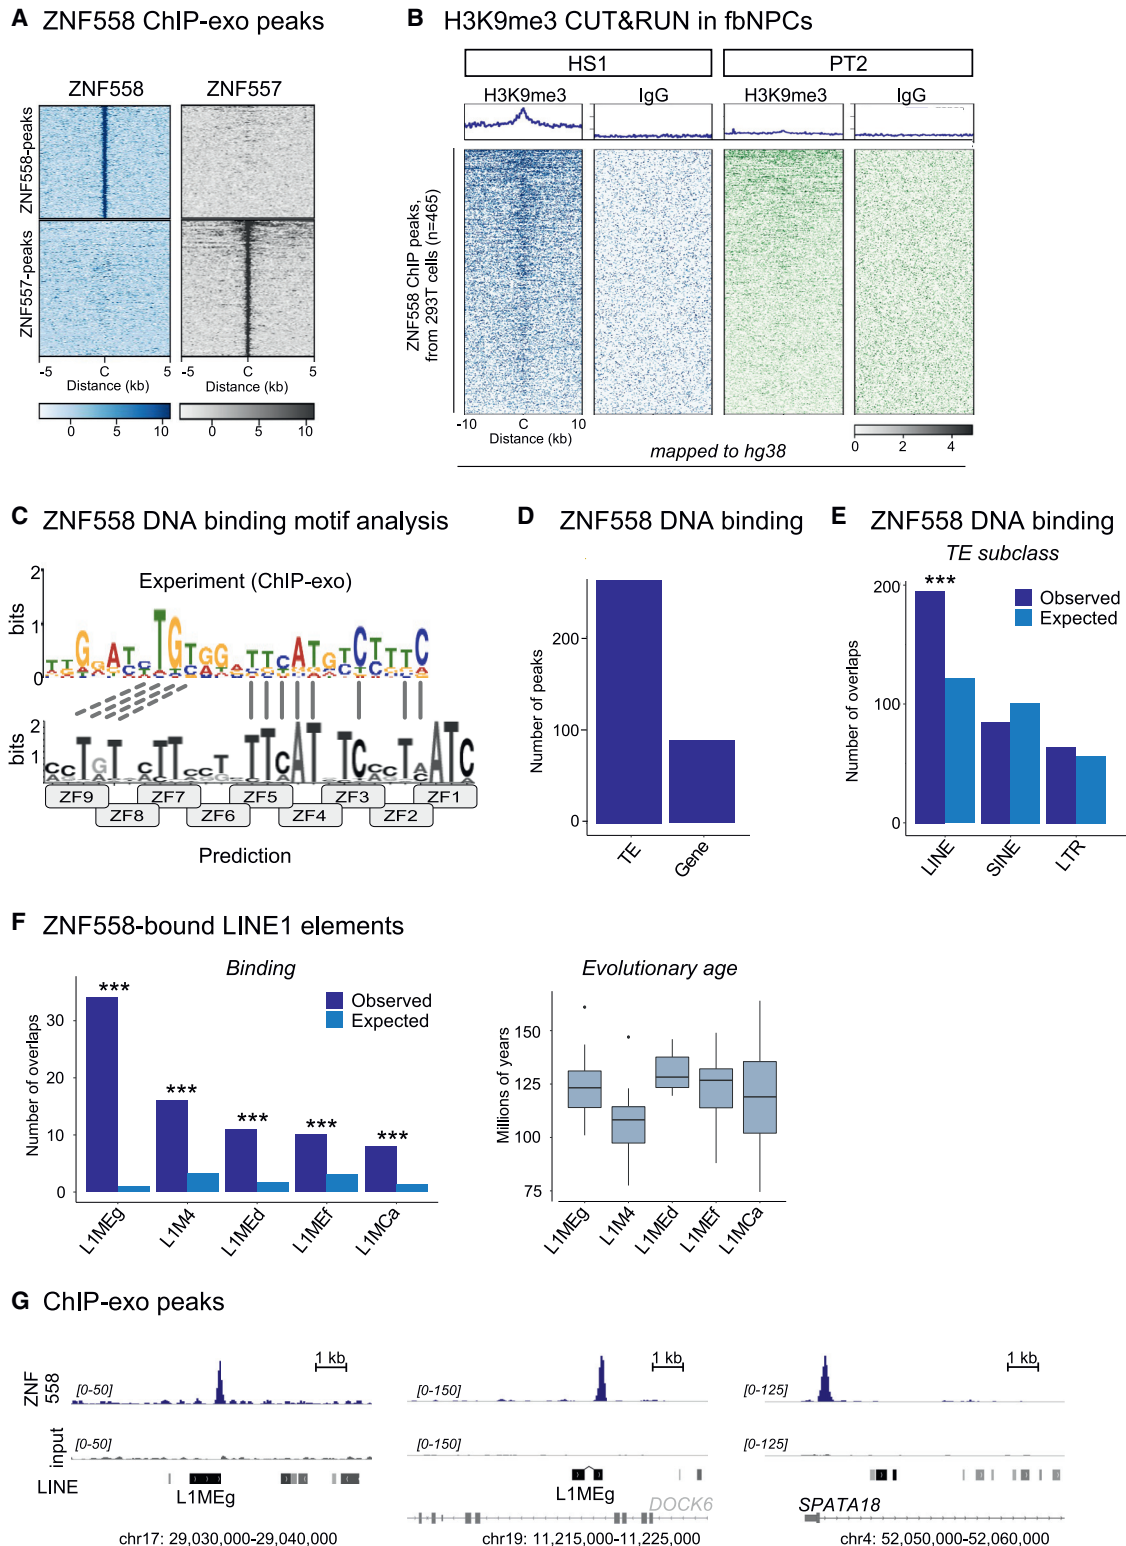 A ZNF558 ChIP-exo peaks
ZNF558 ZNF557
ZNF558-peaks
ZNF557-peaks
-5 C 5 -5 C 5
Distance (kb) Distance (kb)
0 5 10 0 5 10
B H3K9me3 CUT&RUN in fbNPCs
HS1 PT2
H3K9me3 IgG H3K9me3 IgG
ZNF558 ChIP peaks,
from 293T cells (n=465)
-10 C 10
Distance (kb)
0 2 4
mapped to hg38
C ZNF558 DNA binding motif analysis
Experiment (ChIP-exo)
bits
2
1
0
bits
2
1
ZF9 ZF7 ZF5 ZF3 ZF1
ZF8 ZF6 ZF4 ZF2
Prediction
D ZNF558 DNA binding
Number of peaks
200
100
0
TE Gene
E ZNF558 DNA binding
TE subclass
Number of overlaps
200
100
0
***
Observed
Expected
LINE SINE LTR
F ZNF558-bound LINE1 elements
Binding
Number of overlaps
30
20
10
0
*** *** *** *** ***
Observed
Expected
L1MEg L1M4 L1MEd L1MEf L1MCa
Evolutionary age
Millions of years
150
125
100
75
L1MEg L1M4 L1MEd L1MEf L1MCa
G ChIP-exo peaks
ZNF
558
1 kb 1 kb 1 kb
[0-50] [0-150] [0-125]
input
[0-50] [0-150] [0-125]
LINE
L1MEg L1MEg
DOCK6 SPATA18
chr17: 29,030,000-29,040,000 chr19: 11,215,000-11,225,000 chr4: 52,050,000-52,060,000